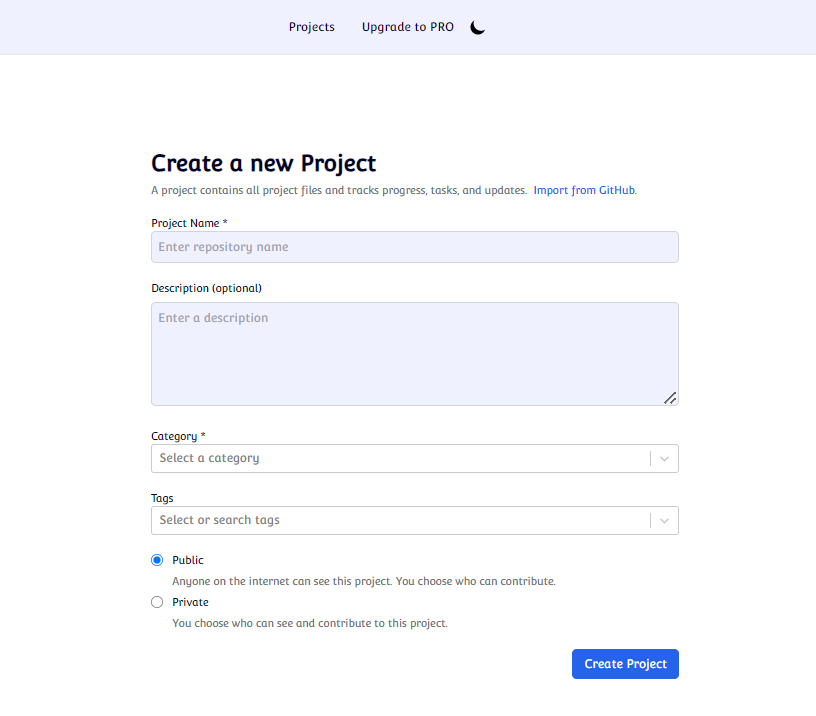 Projects Upgrade to PRO
Create a new Project
A project contains all project files and tracks progress, tasks, and updates. Import from GitHub.
Project Name *
Enter repository name
Description (optional)
Enter a description
Category *
Select a category
Tags
Select or search tags
Public
Anyone on the internet can see this project. You choose who can contribute.
Private
You choose who can see and contribute to this project.
Create Project